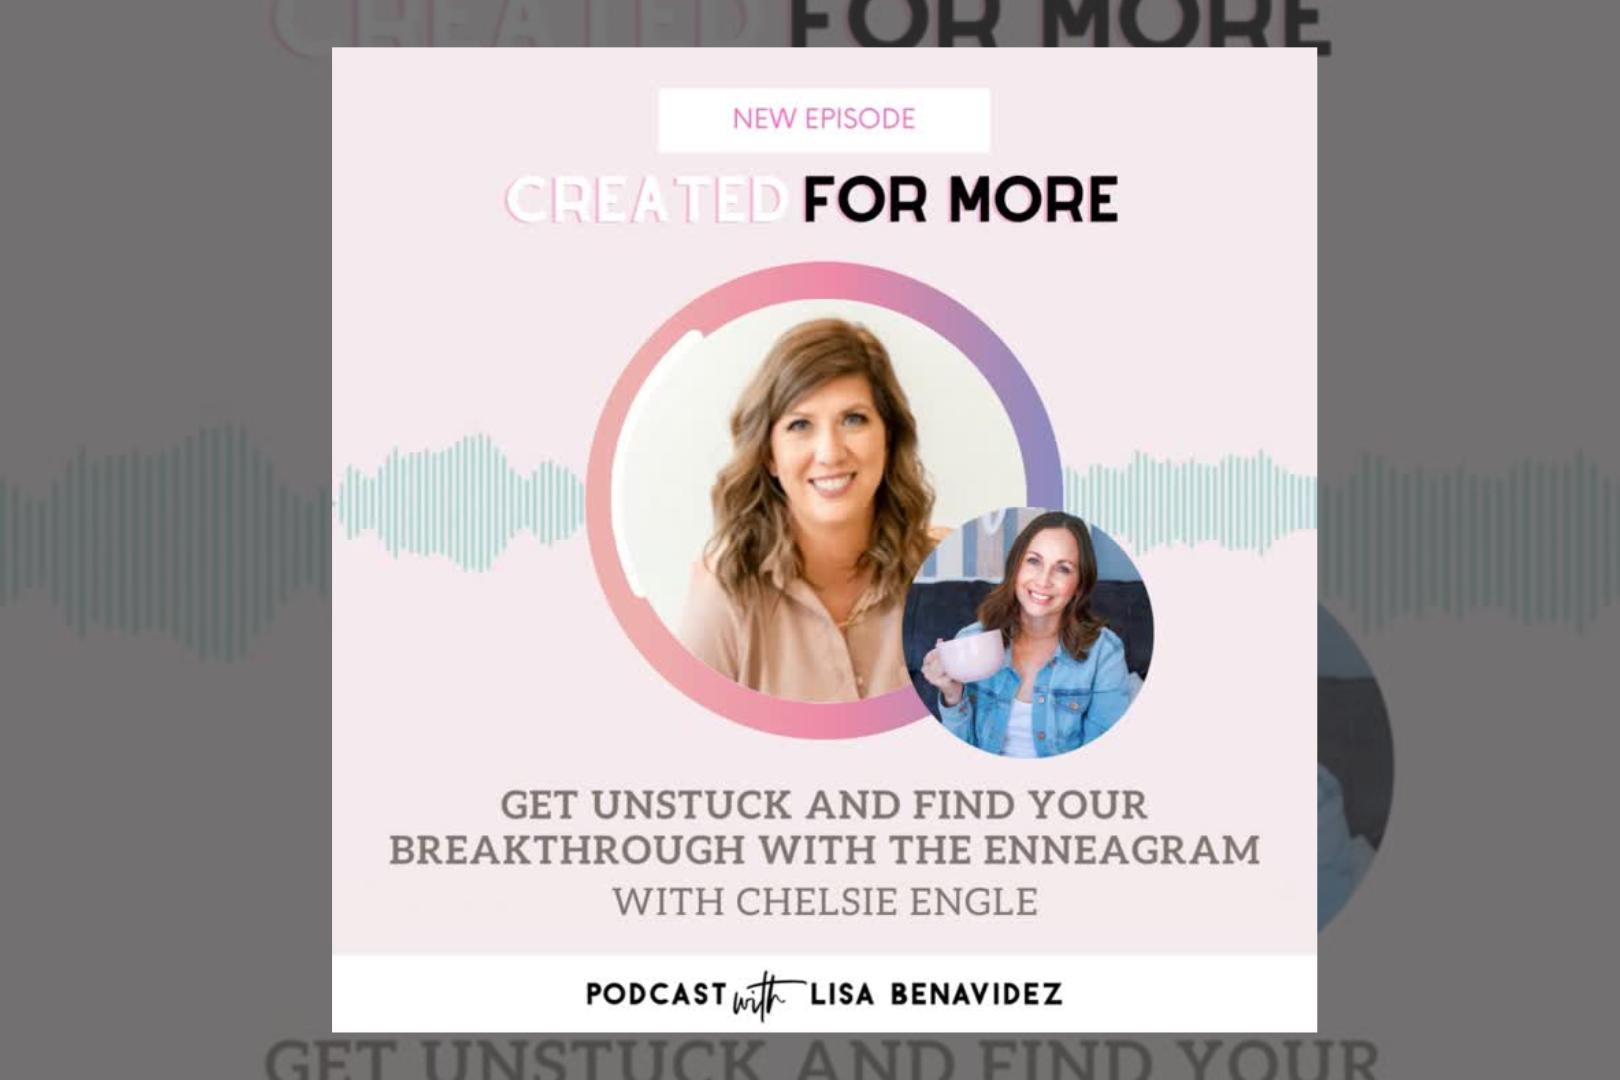 CREATED FOR MORE
NEW EPISODE
CREATED FOR MORE
GET UNSTUCK AND FIND YOUR
BREAKTHROUGH WITH THE ENNEAGRAM
WITH CHELSIE ENGLE
PODCAST with LISA BENAVIDEZ
GET UNSTUCK AND FIND YOUR